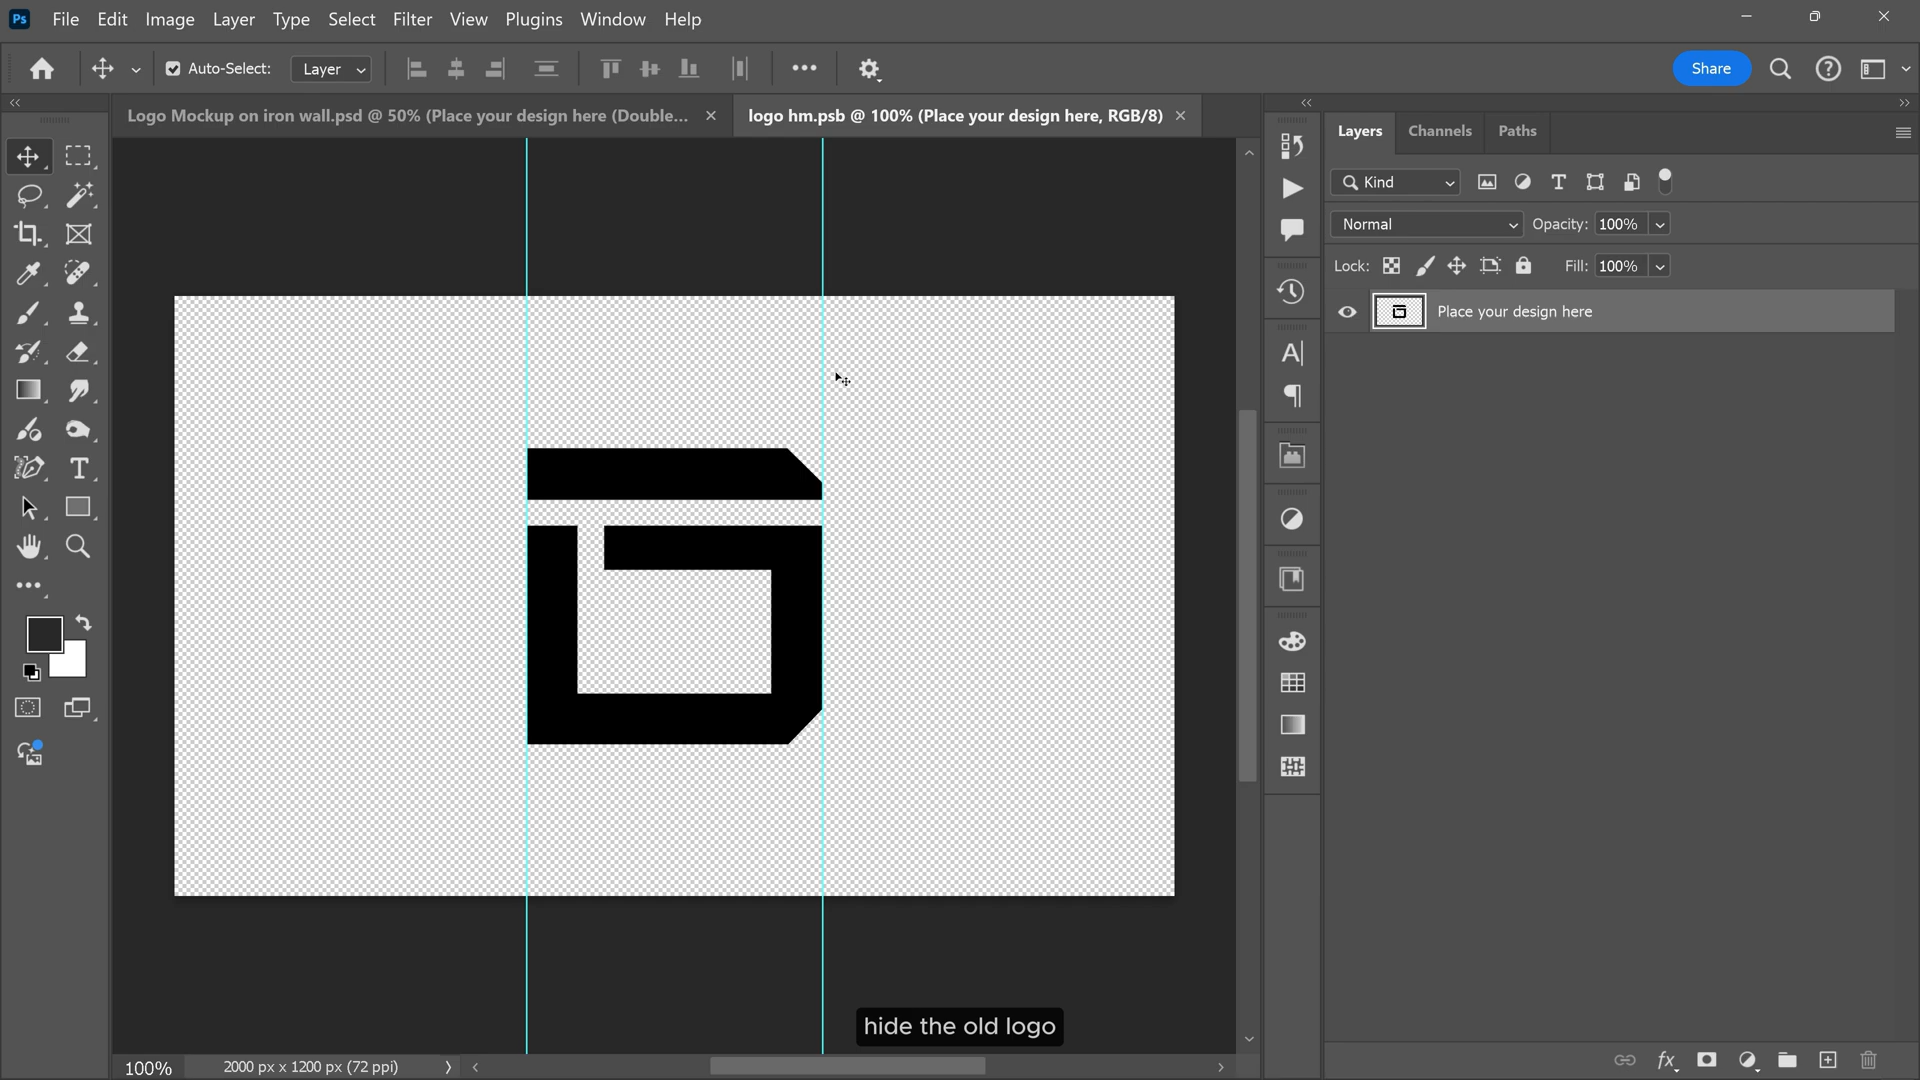 Ps File Edit Image Layer Type Select Filter View Plugins Window Help
Auto-Select: Layer Share
Logo Mockup on iron wall.psd @ 50% (Place your design here (Double... logo hm.psb @ 100% (Place your design here, RGB/8)
Layers Channels Paths
Kind
Normal Opacity: 100%
Lock: Fill: 100%
Place your design here
hide the old logo
100% 2000 px x 1200 px (72 ppi)